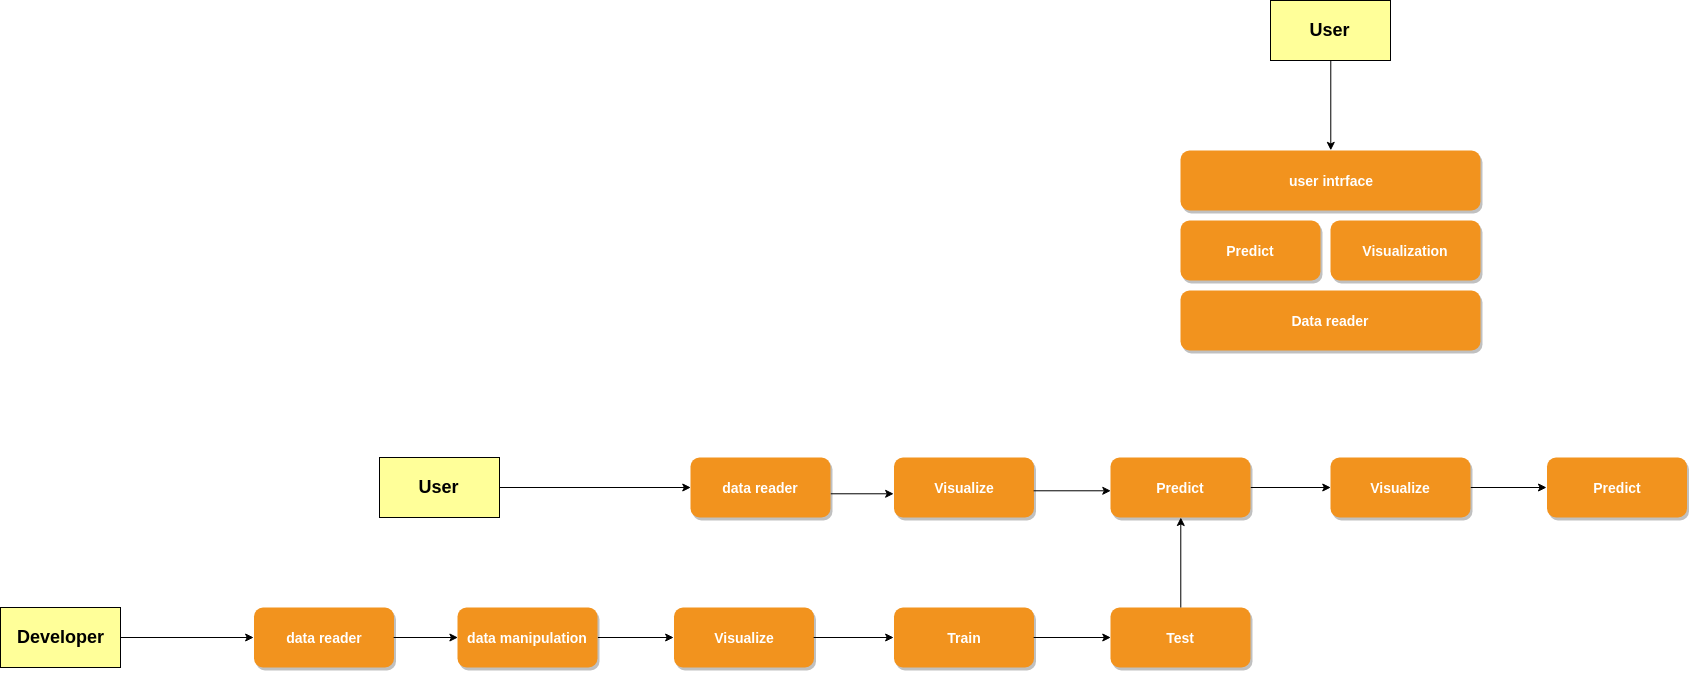 User
user intrface
Predict
Visualization
Data reader
User
data reader
Visualize
Predict
Visualize
Predict
Developer
data reader
data manipulation
Visualize
Train
Test